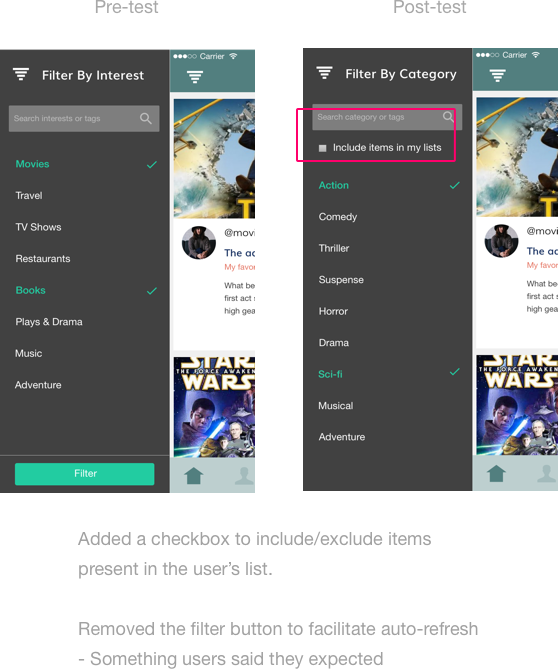 Pre-test
Post-test
Carrier
Filter By Interest
Search interests or tags
Movies
Travel
TV Shows
Restaurants
Books
Plays & Drama
Music
Adventure
Filter
@movi
The ad
My favor
What be
first act s
high gea
STAR
THE FORCE AWAKEN
WARS
Carrier
Filter By Category
Search category or tags
Include items in my lists
Action
Comedy
Thriller
Suspense
Horror
Drama
Sci-fi
Musical
Adventure
@movi
The ad
My favor
What be
first act s
high gea
STAR
THE FORCE AWAKEN
WARS
Added a checkbox to include/exclude items
present in the user’s list.
Removed the filter button to facilitate auto-refresh
- Something users said they expected